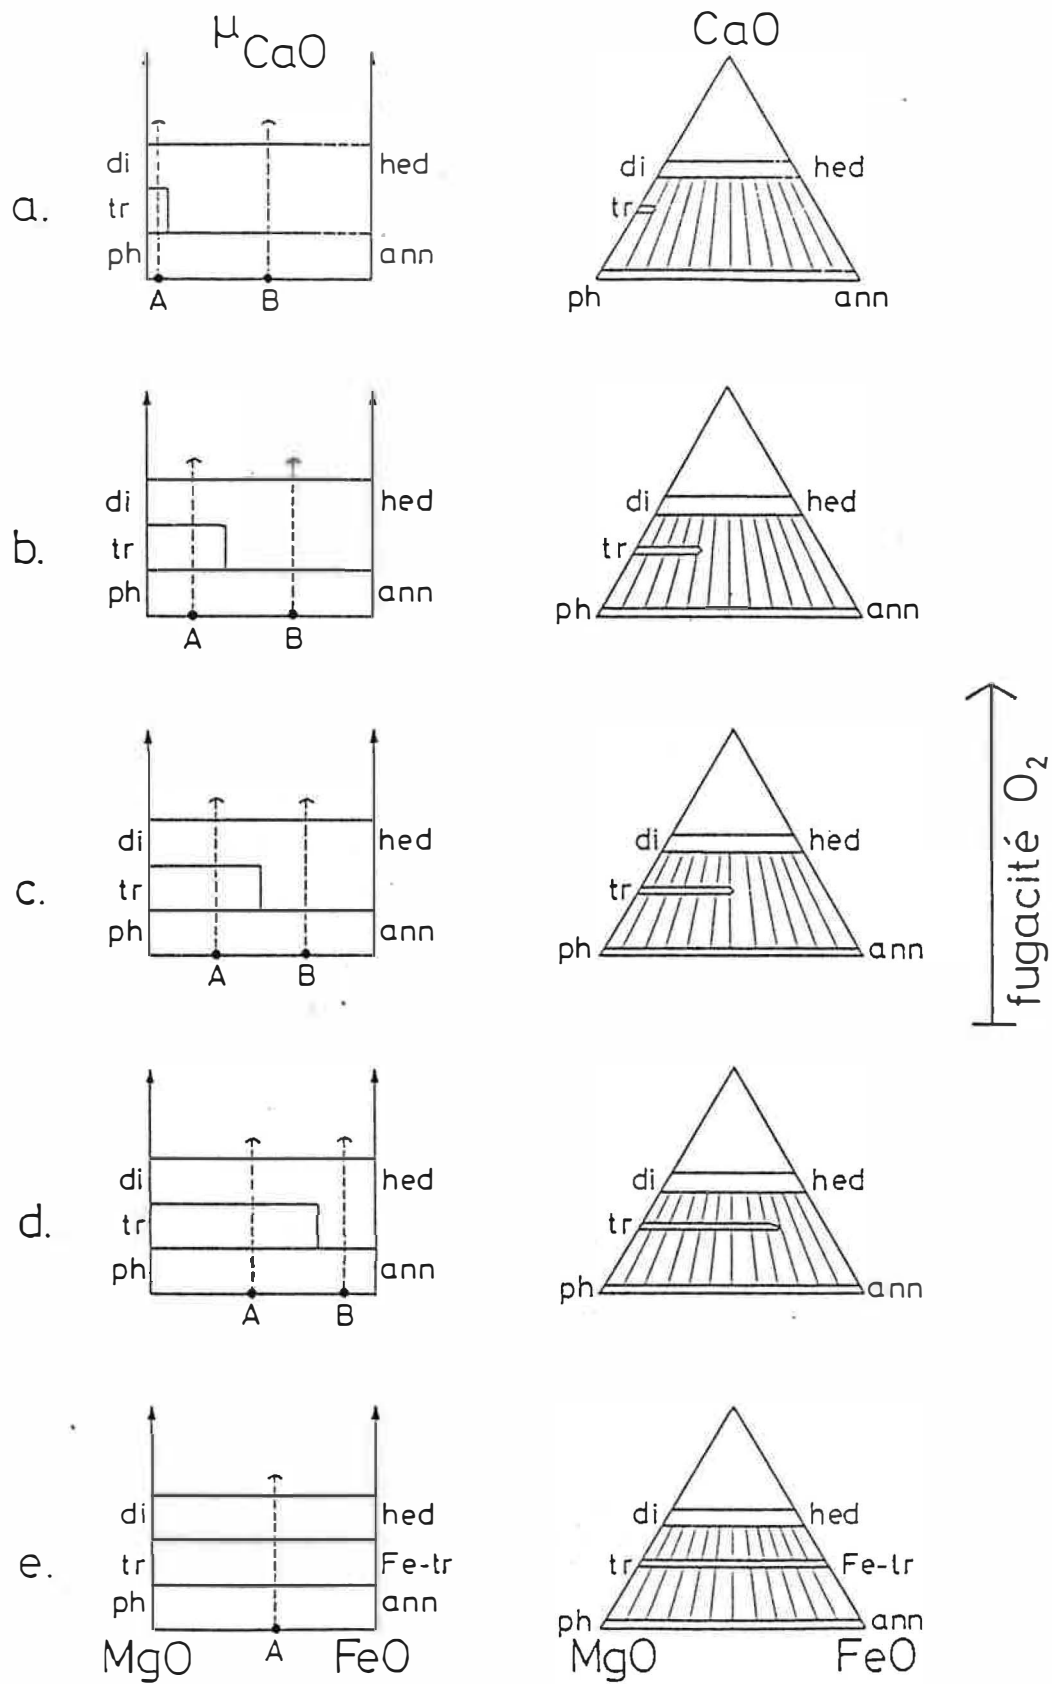 μCaO CaO
di hed di hed
a. tr tr
ph ann
A B ph ann
di hed di hed
b. tr tr
ph ann ph ann
A B
fugacité O2
di hed di hed
c. tr tr
ph ann ph ann
A B
di hed di hed
d. tr tr
ph ann ph ann
A B
di hed di hed
e. tr Fe-tr tr Fe-tr
ph ann ph ann
MgO A FeO MgO FeO